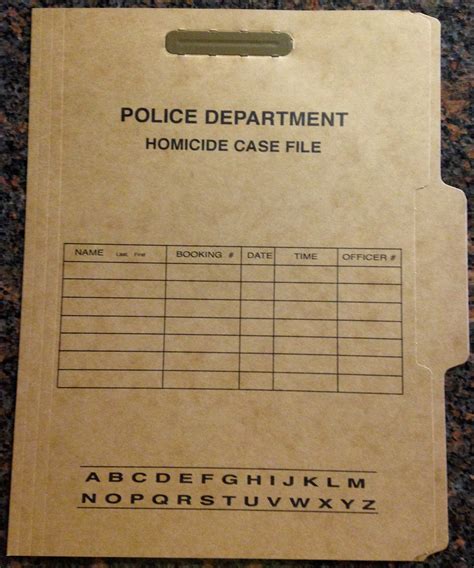 POLICE DEPARTMENT
HOMICIDE CASE FILE
NAME Last, First BOOKING # DATE TIME OFFICER #
A B C D E F G H I J K L M
N O P Q R S T U V W X Y Z